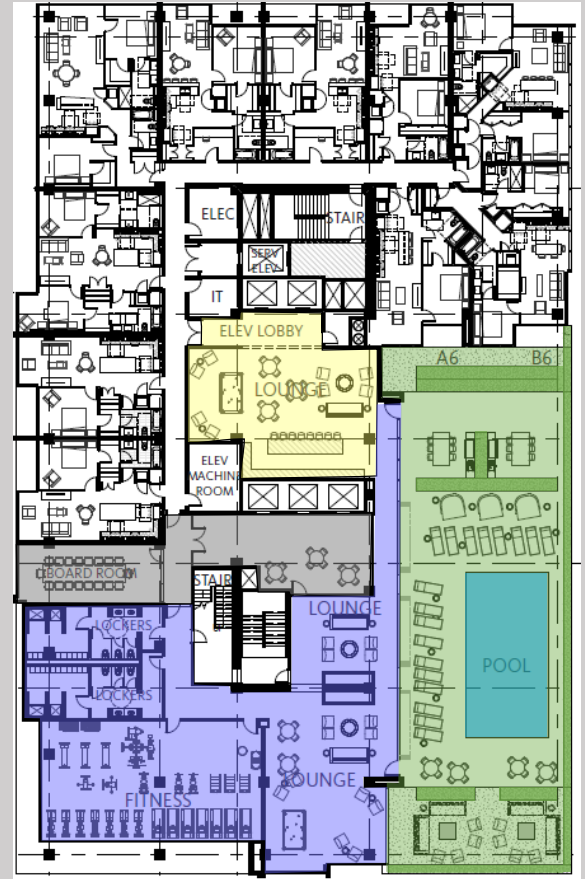 ELEC
STAIR
SERV
ELEV
IT
ELEV LOBBY
A6 B6
LOUNGE
ELEV
MACHINE
ROOM
BOARD ROOM
STAIR
LOUNGE
LOCKERS
POOL
LOCKERS
LOUNGE
FITNESS